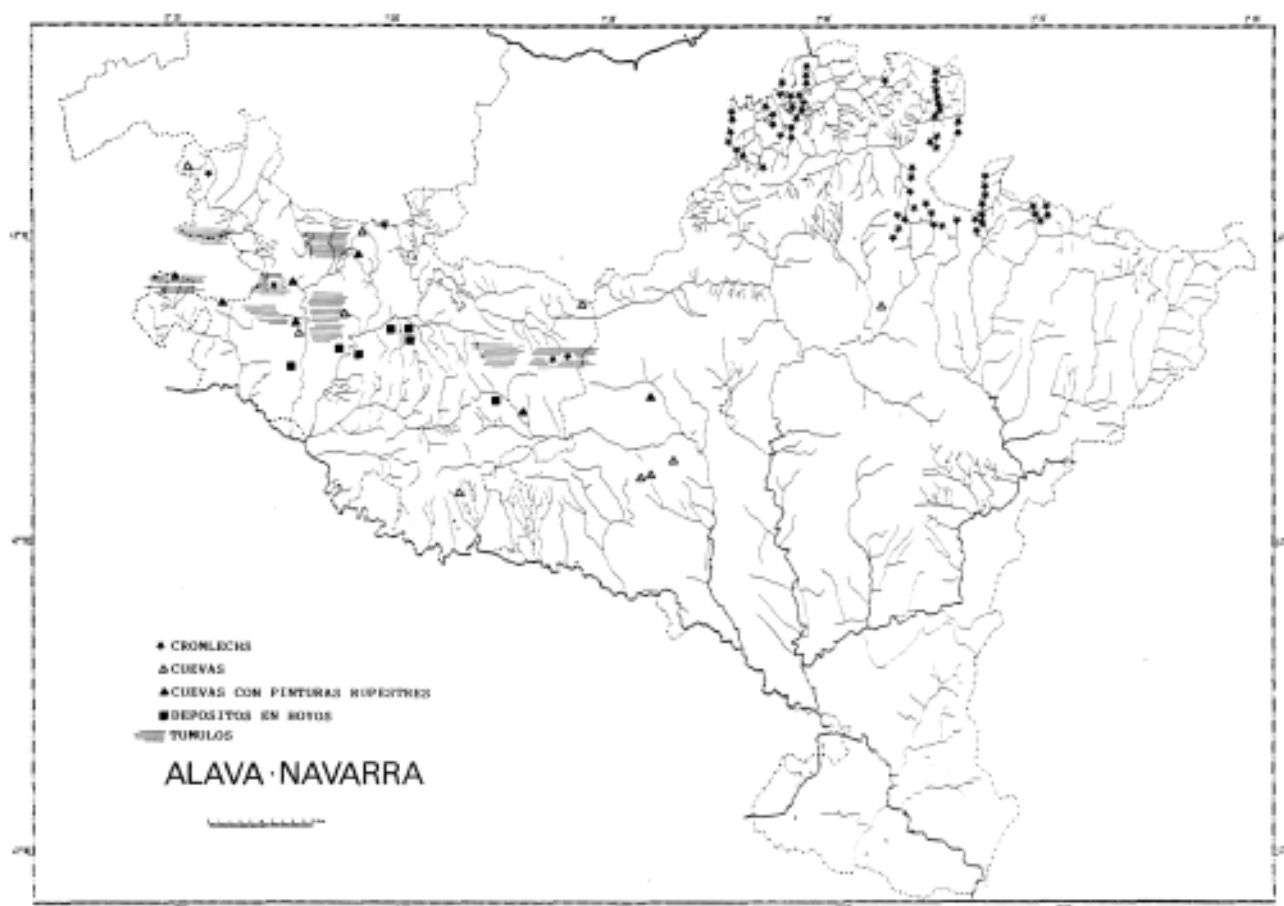 CROMLECHS
CUEVAS
CUEVAS CON PINTURAS RUPESTRES
DEPOSITOS EN HOYOS
TUMULOS
ALAVA·NAVARRA